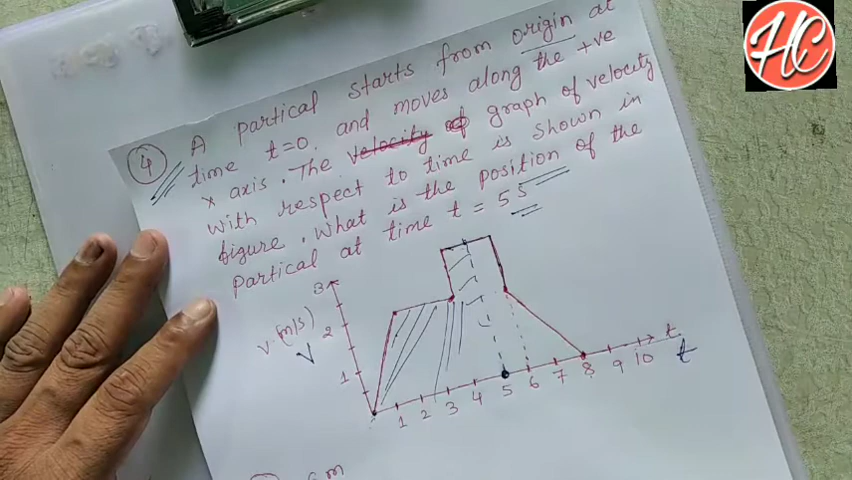 HC
4
A partical starts from origin at
time t=0. and moves along the +ve
x axis. The velocity of graph of velocity
with respect to time is shown in
figure. What is the position of the
partical at time t = 5s
3
v (m/s)
2
V
1
1 2 3 4 5 6 7 8 9 10
t
t
m